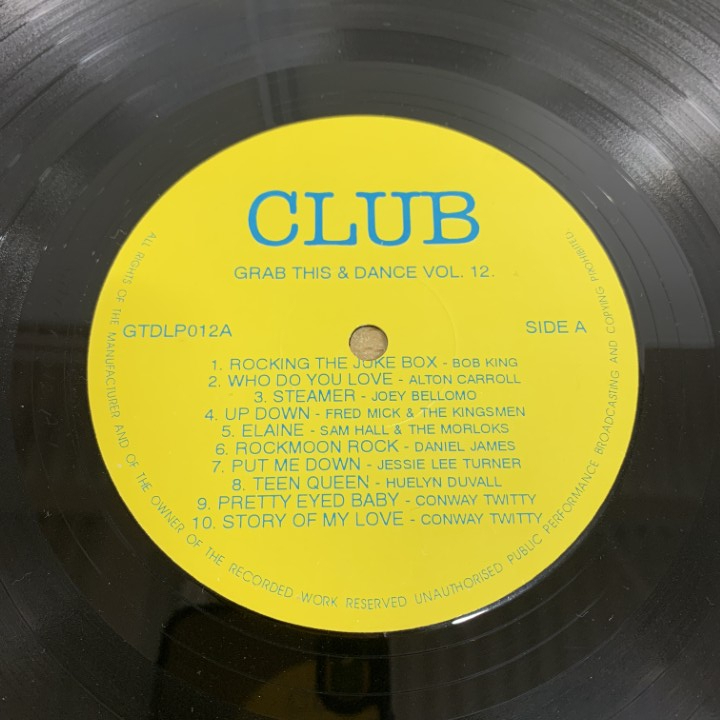 CLUB
GRAB THIS & DANCE VOL. 12.
GTDLP012A
SIDE A
1. ROCKING THE JUKE BOX - BOB KING
2. WHO DO YOU LOVE - ALTON CARROLL
3. STEAMER - JOEY BELLOMO
4. UP DOWN - FRED MICK & THE KINGSMEN
5. ELAINE - SAM HALL & THE MORLOKS
6. ROCKMOON ROCK - DANIEL JAMES
7. PUT ME DOWN - JESSIE LEE TURNER
8. TEEN QUEEN - HUELYN DUVALL
9. PRETTY EYED BABY - CONWAY TWITTY
10. STORY OF MY LOVE - CONWAY TWITTY
ALL RIGHTS OF THE MANUFACTURER AND OF THE OWNER OF THE RECORDED WORK RESERVED UNAUTHORISED PUBLIC PERFORMANCE BROADCASTING AND COPYING PROHIBITED